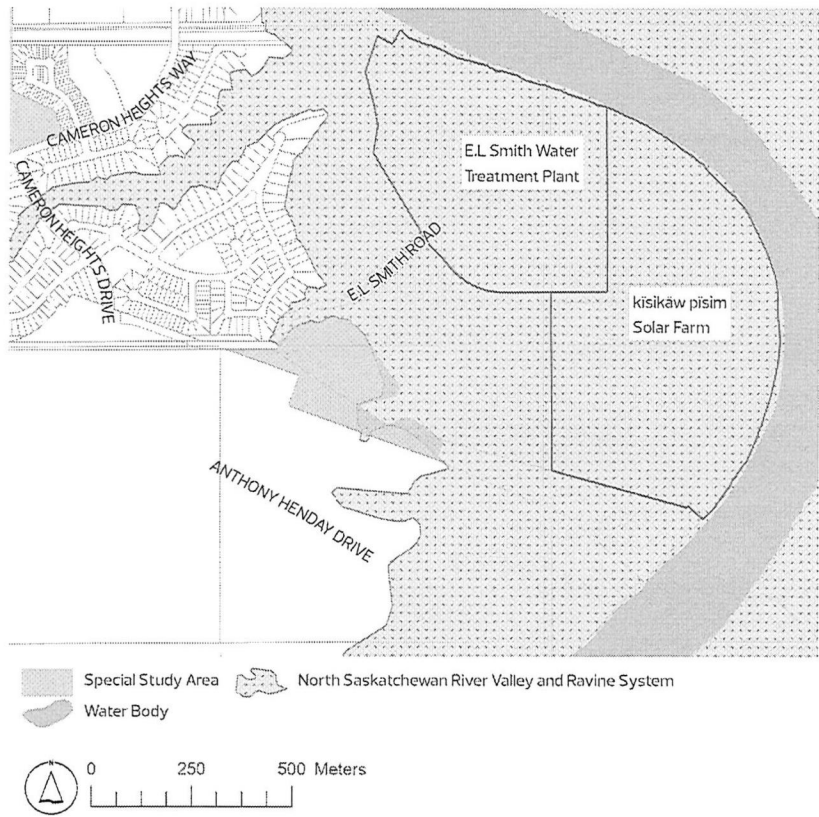 CAMERON HEIGHTS WAY
CAMERON HEIGHTS DRIVE
E.L SMITH ROAD
E.L Smith Water
Treatment Plant
kīsikāw pīsim
Solar Farm
ANTHONY HENDAY DRIVE
Special Study Area
North Saskatchewan River Valley and Ravine System
Water Body
N
0 250 500 Meters